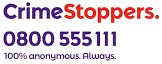 CrimeStoppers.
0800 555 111
100% anonymous. Always.